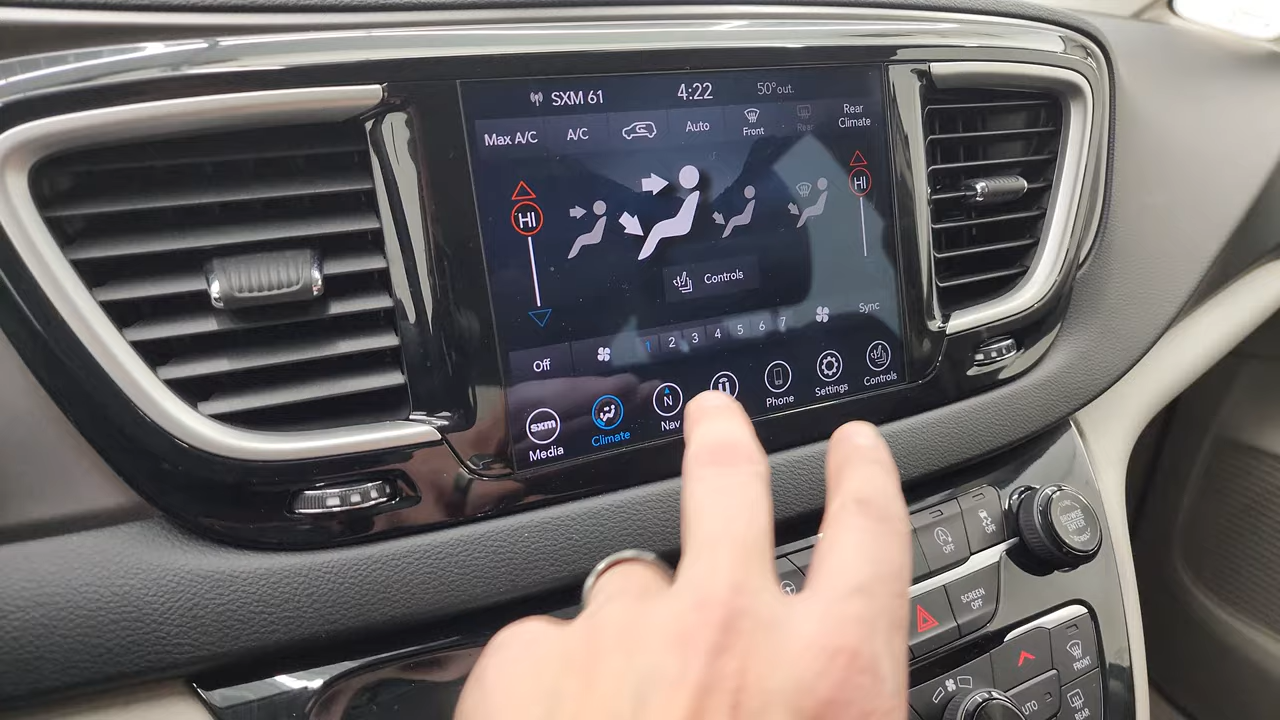 SXM 61
4:22
50° out.
Max A/C
A/C
Auto
Front
Rear
Rear
Climate
HI
HI
Controls
Sync
Off
1 2 3 4 5 6 7
sxm
Media
Climate
N
Nav
Phone
Settings
Controls
OFF
OFF
BROWSE
ENTER
SCREEN
OFF
FRONT
REAR